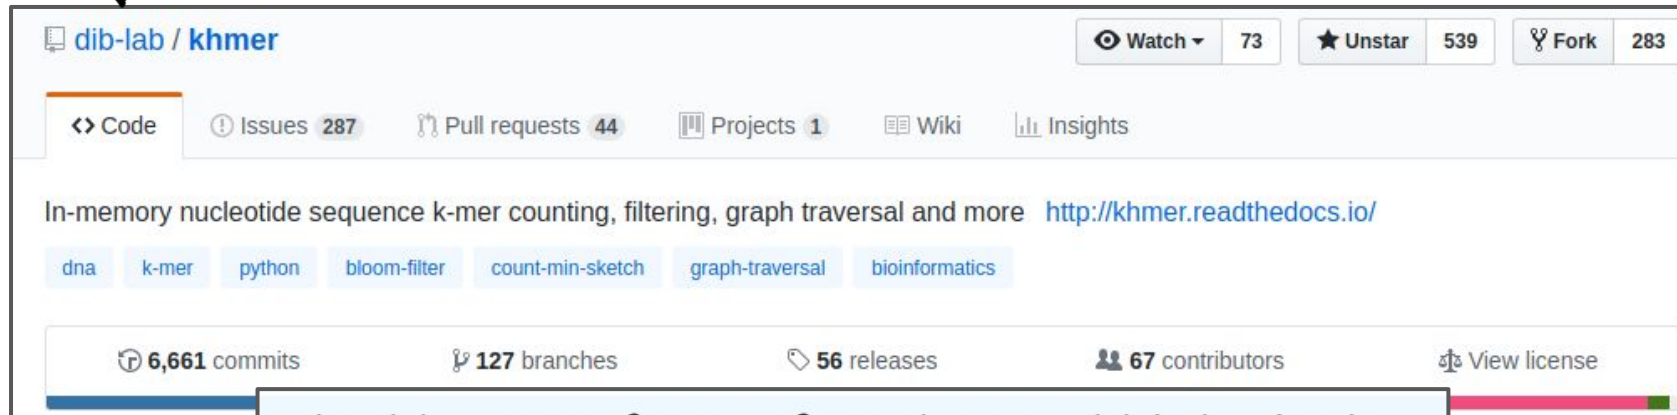 dib-lab / khmer Watch 73 Unstar 539 Fork 283
<> Code Issues 287 Pull requests 44 Projects 1 Wiki Insights
In-memory nucleotide sequence k-mer counting, filtering, graph traversal and more http://khmer.readthedocs.io/
dna k-mer python bloom-filter count-min-sketch graph-traversal bioinformatics
6,661 commits 127 branches 56 releases 67 contributors View license